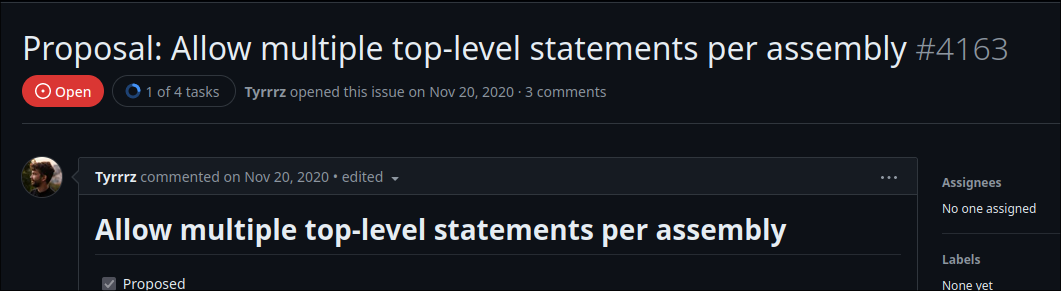 Proposal: Allow multiple top-level statements per assembly #4163
Open 1 of 4 tasks Tyrrrz opened this issue on Nov 20, 2020 · 3 comments
Tyrrrz commented on Nov 20, 2020 • edited
Assignees
Allow multiple top-level statements per assembly
No one assigned
Labels
Proposed
None yet